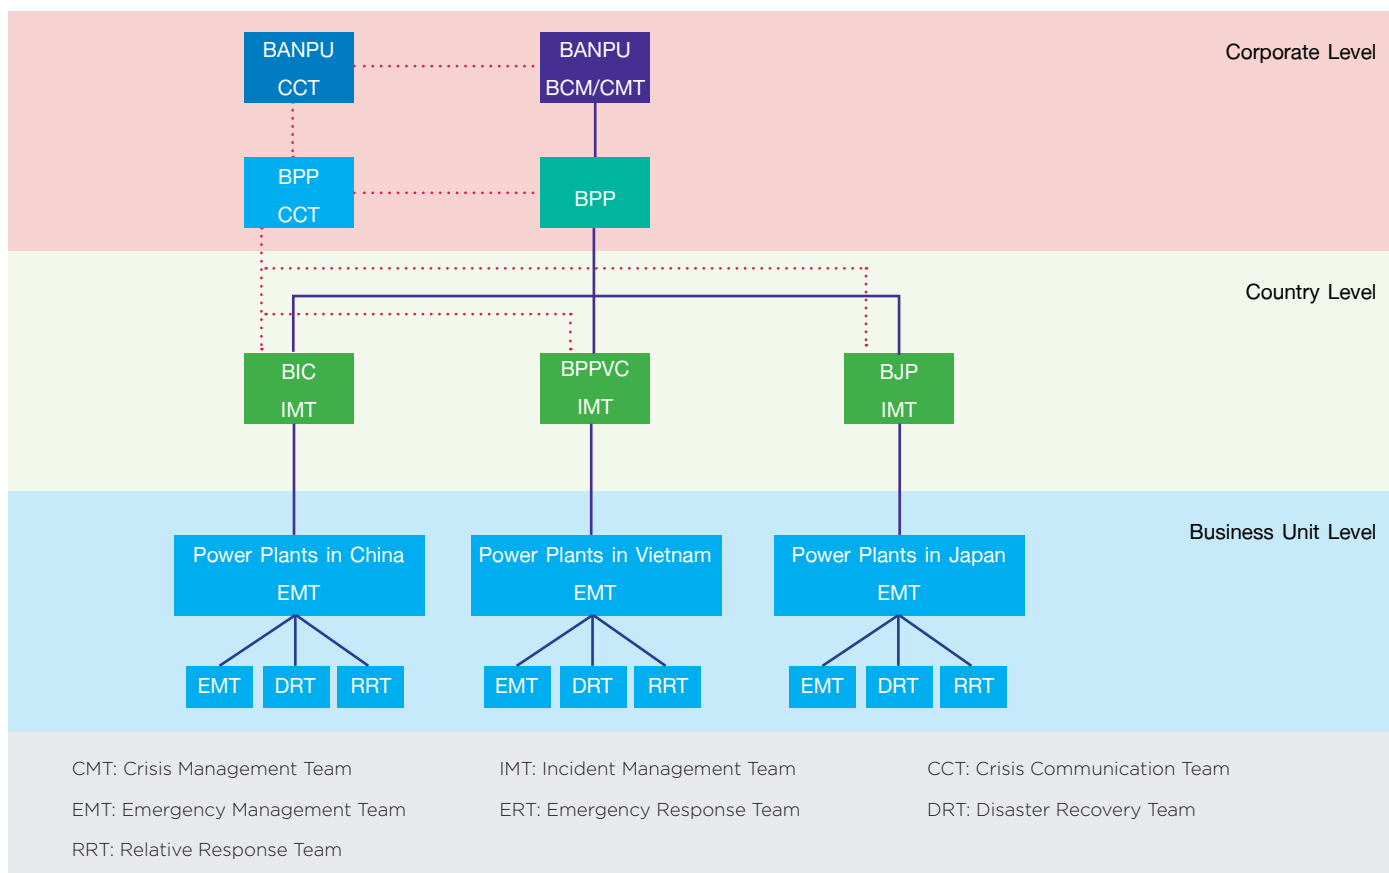 BANPU
CCT
BANPU
BCM/CMT
Corporate Level
BPP
CCT
BPP
Country Level
BIC
IMT
BPPVC
IMT
BJP
IMT
Business Unit Level
Power Plants in China
EMT
Power Plants in Vietnam
EMT
Power Plants in Japan
EMT
EMT
DRT
RRT
EMT
DRT
RRT
EMT
DRT
RRT
CMT: Crisis Management Team
IMT: Incident Management Team
CCT: Crisis Communication Team
EMT: Emergency Management Team
ERT: Emergency Response Team
DRT: Disaster Recovery Team
RRT: Relative Response Team